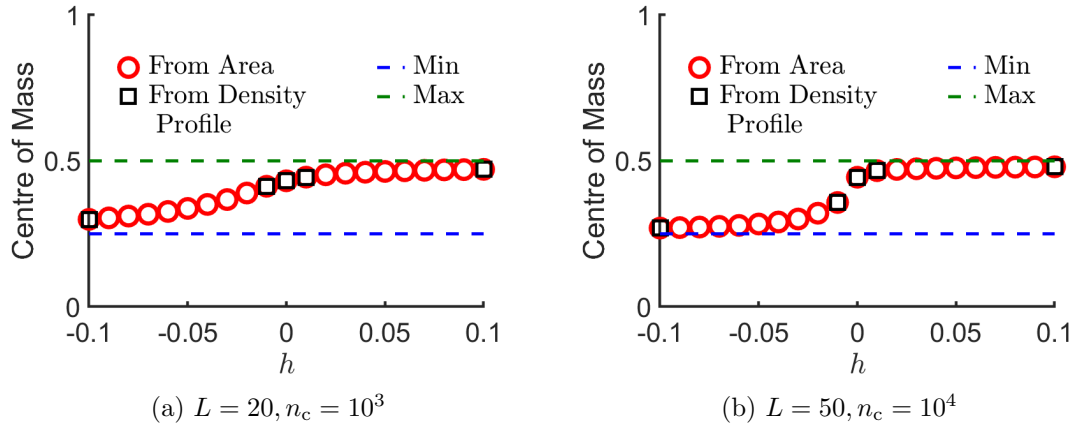 1
From Area
Min
From Density
Max
Profile
0.5
0
Centre of Mass
-0.1
-0.05
0
0.05
0.1
h
(a) L = 20, n_c = 10^3
1
From Area
Min
From Density
Max
Profile
0.5
0
Centre of Mass
-0.1
-0.05
0
0.05
0.1
h
(b) L = 50, n_c = 10^4